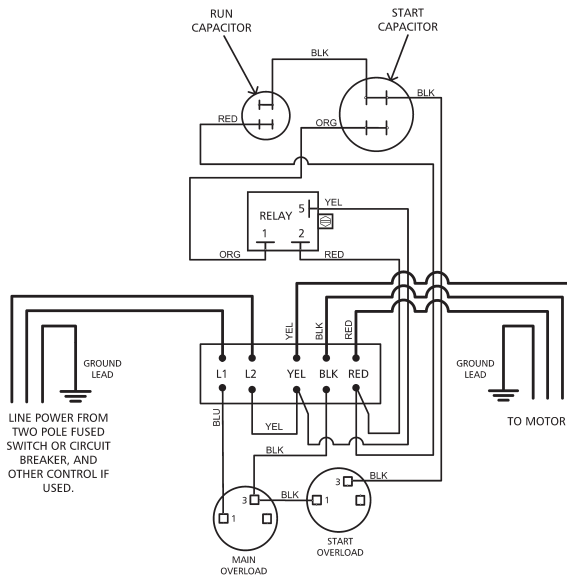 RUN
CAPACITOR
START
CAPACITOR
BLK
BLK
RED
ORG
YEL
5
RELAY
1
2
ORG
RED
YEL
BLK
RED
L1
L2
YEL
BLK
RED
GROUND
LEAD
GROUND
LEAD
LINE POWER FROM
TWO POLE FUSED
SWITCH OR CIRCUIT
BREAKER, AND
OTHER CONTROL IF
USED.
TO MOTOR
BLU
YEL
BLK
BLK
3
1
BLK
3
1
MAIN
OVERLOAD
START
OVERLOAD